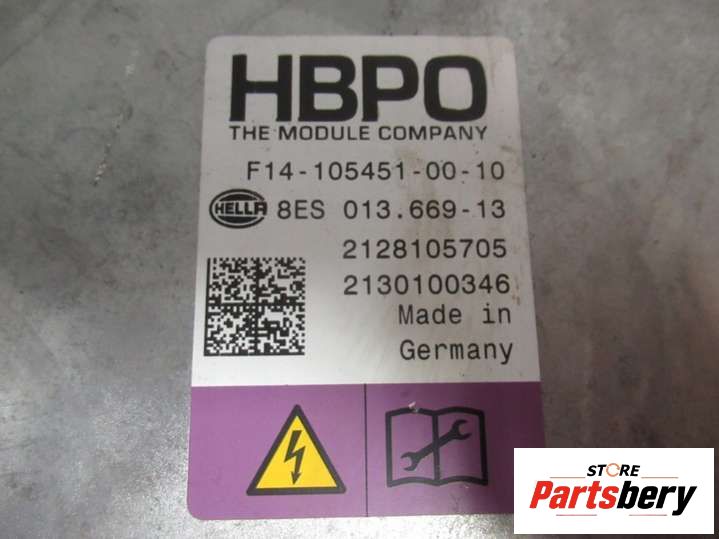 HBPO
THE MODULE COMPANY
F14-105451-00-10
HELLA 8ES 013.669-13
2128105705
2130100346
Made in
Germany
STORE
Partsbery